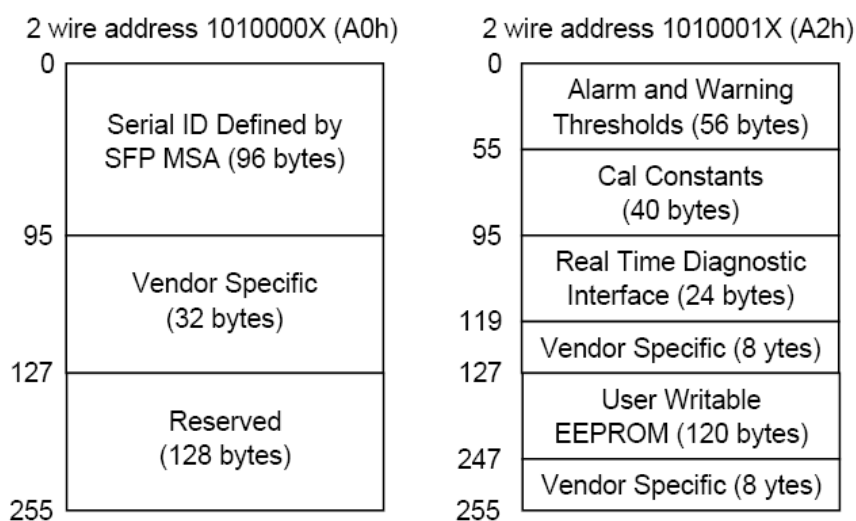 2 wire address 1010000X (A0h)
0
Serial ID Defined by
SFP MSA (96 bytes)
95
Vendor Specific
(32 bytes)
127
Reserved
(128 bytes)
255
2 wire address 1010001X (A2h)
0
Alarm and Warning
Thresholds (56 bytes)
55
Cal Constants
(40 bytes)
95
Real Time Diagnostic
Interface (24 bytes)
119
Vendor Specific (8 ytes)
127
User Writable
EEPROM (120 bytes)
247
Vendor Specific (8 ytes)
255